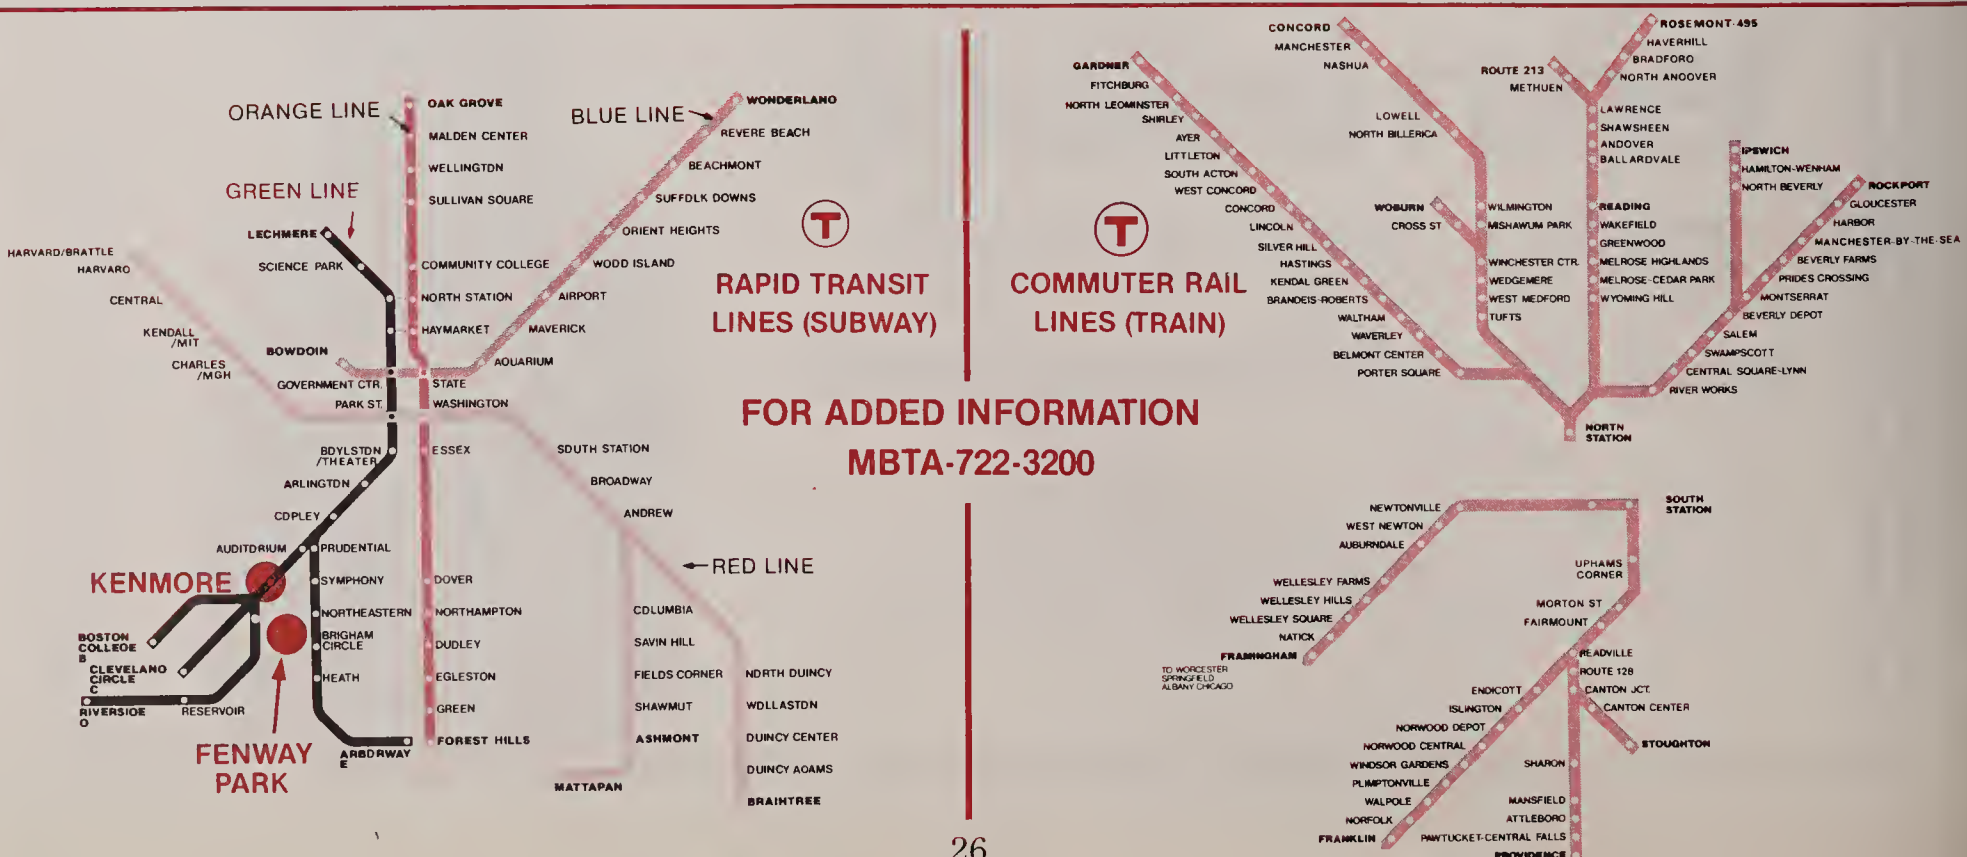 ORANGE LINE
OAK GROVE
MALDEN CENTER
WELLINGTON
SULLIVAN SQUARE
COMMUNITY COLLEGE
NORTH STATION
HAYMARKET
STATE
WASHINGTON
ESSEX
DOVER
NORTHAMPTON
DUDLEY
EGLESTON
GREEN
FOREST HILLS
BLUE LINE
WONDERLAND
REVERE BEACH
BEACHMONT
SUFFOLK DOWNS
ORIENT HEIGHTS
WOOD ISLAND
AIRPORT
MAVERICK
AQUARIUM
BOWDOIN
GREEN LINE
LECHMERE
SCIENCE PARK
GOVERNMENT CTR.
PARK ST.
BOYLSTON
/THEATER
ARLINGTON
COPLEY
AUDITORIUM
PRUDENTIAL
SYMPHONY
NORTHEASTERN
BRIGHAM
CIRCLE
HEATH
ARBORWAY
E
KENMORE
BOSTON
COLLEGE
B
CLEVELAND
CIRCLE
C
RIVERSIDE
D
RESERVOIR
FENWAY
PARK
HARVARD/BRATTLE
HARVARD
CENTRAL
KENDALL
/MIT
CHARLES
/MGH
SOUTH STATION
BROADWAY
ANDREW
RED LINE
COLUMBIA
SAVIN HILL
FIELDS CORNER
SHAWMUT
ASHMONT
MATTAPAN
NORTH QUINCY
WOLLASTON
QUINCY CENTER
QUINCY ADAMS
BRAINTREE
T
RAPID TRANSIT
LINES (SUBWAY)
T
COMMUTER RAIL
LINES (TRAIN)
FOR ADDED INFORMATION
MBTA-722-3200
GARDNER
FITCHBURG
NORTH LEOMINSTER
SHIRLEY
AYER
LITTLETON
SOUTH ACTON
WEST CONCORD
CONCORD
LINCOLN
SILVER HILL
HASTINGS
KENDAL GREEN
BRANDEIS-ROBERTS
WALTHAM
WAVERLEY
BELMONT CENTER
PORTER SQUARE
CONCORD
MANCHESTER
NASHUA
LOWELL
NORTH BILLERICA
WILMINGTON
MISHAWUM PARK
WOBURN
CROSS ST
WINCHESTER CTR.
WEDGEMERE
WEST MEDFORD
TUFTS
ROSEMONT-495
HAVERHILL
BRADFORD
NORTH ANDOVER
ROUTE 213
METHUEN
LAWRENCE
SHAWSHEEN
ANDOVER
BALLARDVALE
READING
WAKEFIELD
GREENWOOD
MELROSE HIGHLANDS
MELROSE-CEDAR PARK
WYOMING HILL
IPSWICH
HAMILTON-WENHAM
NORTH BEVERLY
ROCKPORT
GLOUCESTER
HARBOR
MANCHESTER-BY-THE-SEA
BEVERLY FARMS
PRIDES CROSSING
MONTSERRAT
BEVERLY DEPOT
SALEM
SWAMPSCOTT
CENTRAL SQUARE-LYNN
RIVER WORKS
NORTH
STATION
SOUTH
STATION
NEWTONVILLE
WEST NEWTON
AUBURNDALE
WELLESLEY FARMS
WELLESLEY HILLS
WELLESLEY SQUARE
NATICK
FRAMINGHAM
TO WORCESTER
SPRINGFIELD
ALBANY CHICAGO
UPHAMS
CORNER
MORTON ST
FAIRMOUNT
READVILLE
ROUTE 128
CANTON JCT.
CANTON CENTER
STOUGHTON
ENDICOTT
ISLINGTON
NORWOOD DEPOT
NORWOOD CENTRAL
WINDSOR GARDENS
PLIMPTONVILLE
WALPOLE
NORFOLK
FRANKLIN
SHARON
MANSFIELD
ATTLEBORO
PAWTUCKET-CENTRAL FALLS
PROVIDENCE
26